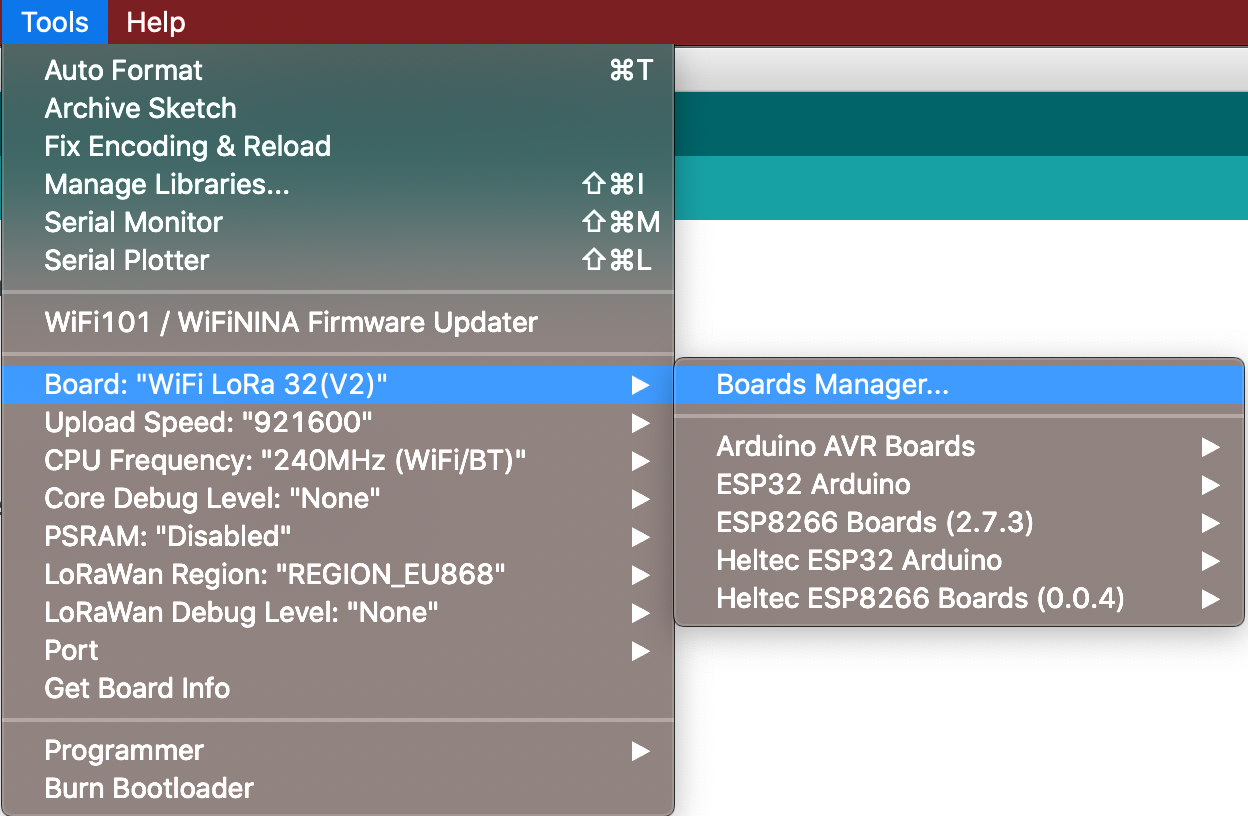 Tools Help
Auto Format ⌘T
Archive Sketch
Fix Encoding & Reload
Manage Libraries... ⇧⌘I
Serial Monitor ⇧⌘M
Serial Plotter ⇧⌘L
WiFi101 / WiFiNINA Firmware Updater
Board: "WiFi LoRa 32(V2)" ▶
Upload Speed: "921600" ▶
CPU Frequency: "240MHz (WiFi/BT)" ▶
Core Debug Level: "None" ▶
PSRAM: "Disabled" ▶
LoRaWan Region: "REGION_EU868" ▶
LoRaWan Debug Level: "None" ▶
Port ▶
Get Board Info
Programmer ▶
Burn Bootloader
Boards Manager...
Arduino AVR Boards ▶
ESP32 Arduino ▶
ESP8266 Boards (2.7.3) ▶
Heltec ESP32 Arduino ▶
Heltec ESP8266 Boards (0.0.4) ▶